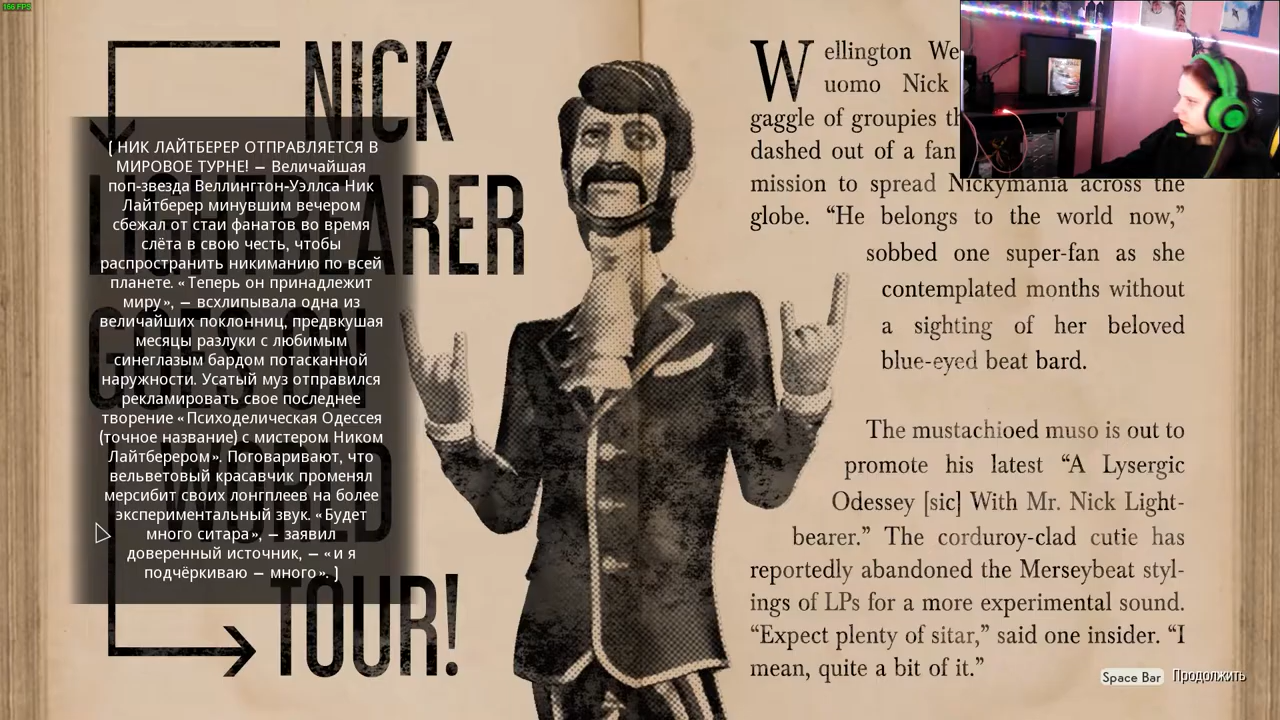 166 FPS
NICK
RER
TOUR!
( НИК ЛАЙТБЕРЕР ОТПРАВЛЯЕТСЯ В
МИРОВОЕ ТУРНЕ! — Величайшая
поп-звезда Веллингтон-Уэллса Ник
Лайтберер минувшим вечером
сбежал от стаи фанатов во время
слёта в свою честь, чтобы
распространить никиманию по всей
планете. «Теперь он принадлежит
миру», — всхлипывала одна из
величайших поклонниц, предвкушая
месяцы разлуки с любимым
синеглазым бардом потасканной
наружности. Усатый муз отправился
рекламировать свое последнее
творение «Психоделическая Одессея
(точное название) с мистером Ником
Лайтберером». Поговаривают, что
вельветовый красавчик променял
мерсибит своих лонгплеев на более
экспериментальный звук. «Будет
много ситара», — заявил
доверенный источник, — «и я
подчёркиваю — много». )
Wellington We
uomo Nick
gaggle of groupies th
dashed out of a fan
mission to spread Nickymania across the
globe. “He belongs to the world now,”
sobbed one super-fan as she
contemplated months without
a sighting of her beloved
blue-eyed beat bard.
The mustachioed muso is out to
promote his latest “A Lysergic
Odessey [sic] With Mr. Nick Light-
bearer.” The corduroy-clad cutie has
reportedly abandoned the Merseybeat styl-
ings of LPs for a more experimental sound.
“Expect plenty of sitar,” said one insider. “I
mean, quite a bit of it.”
Space Bar Продолжить